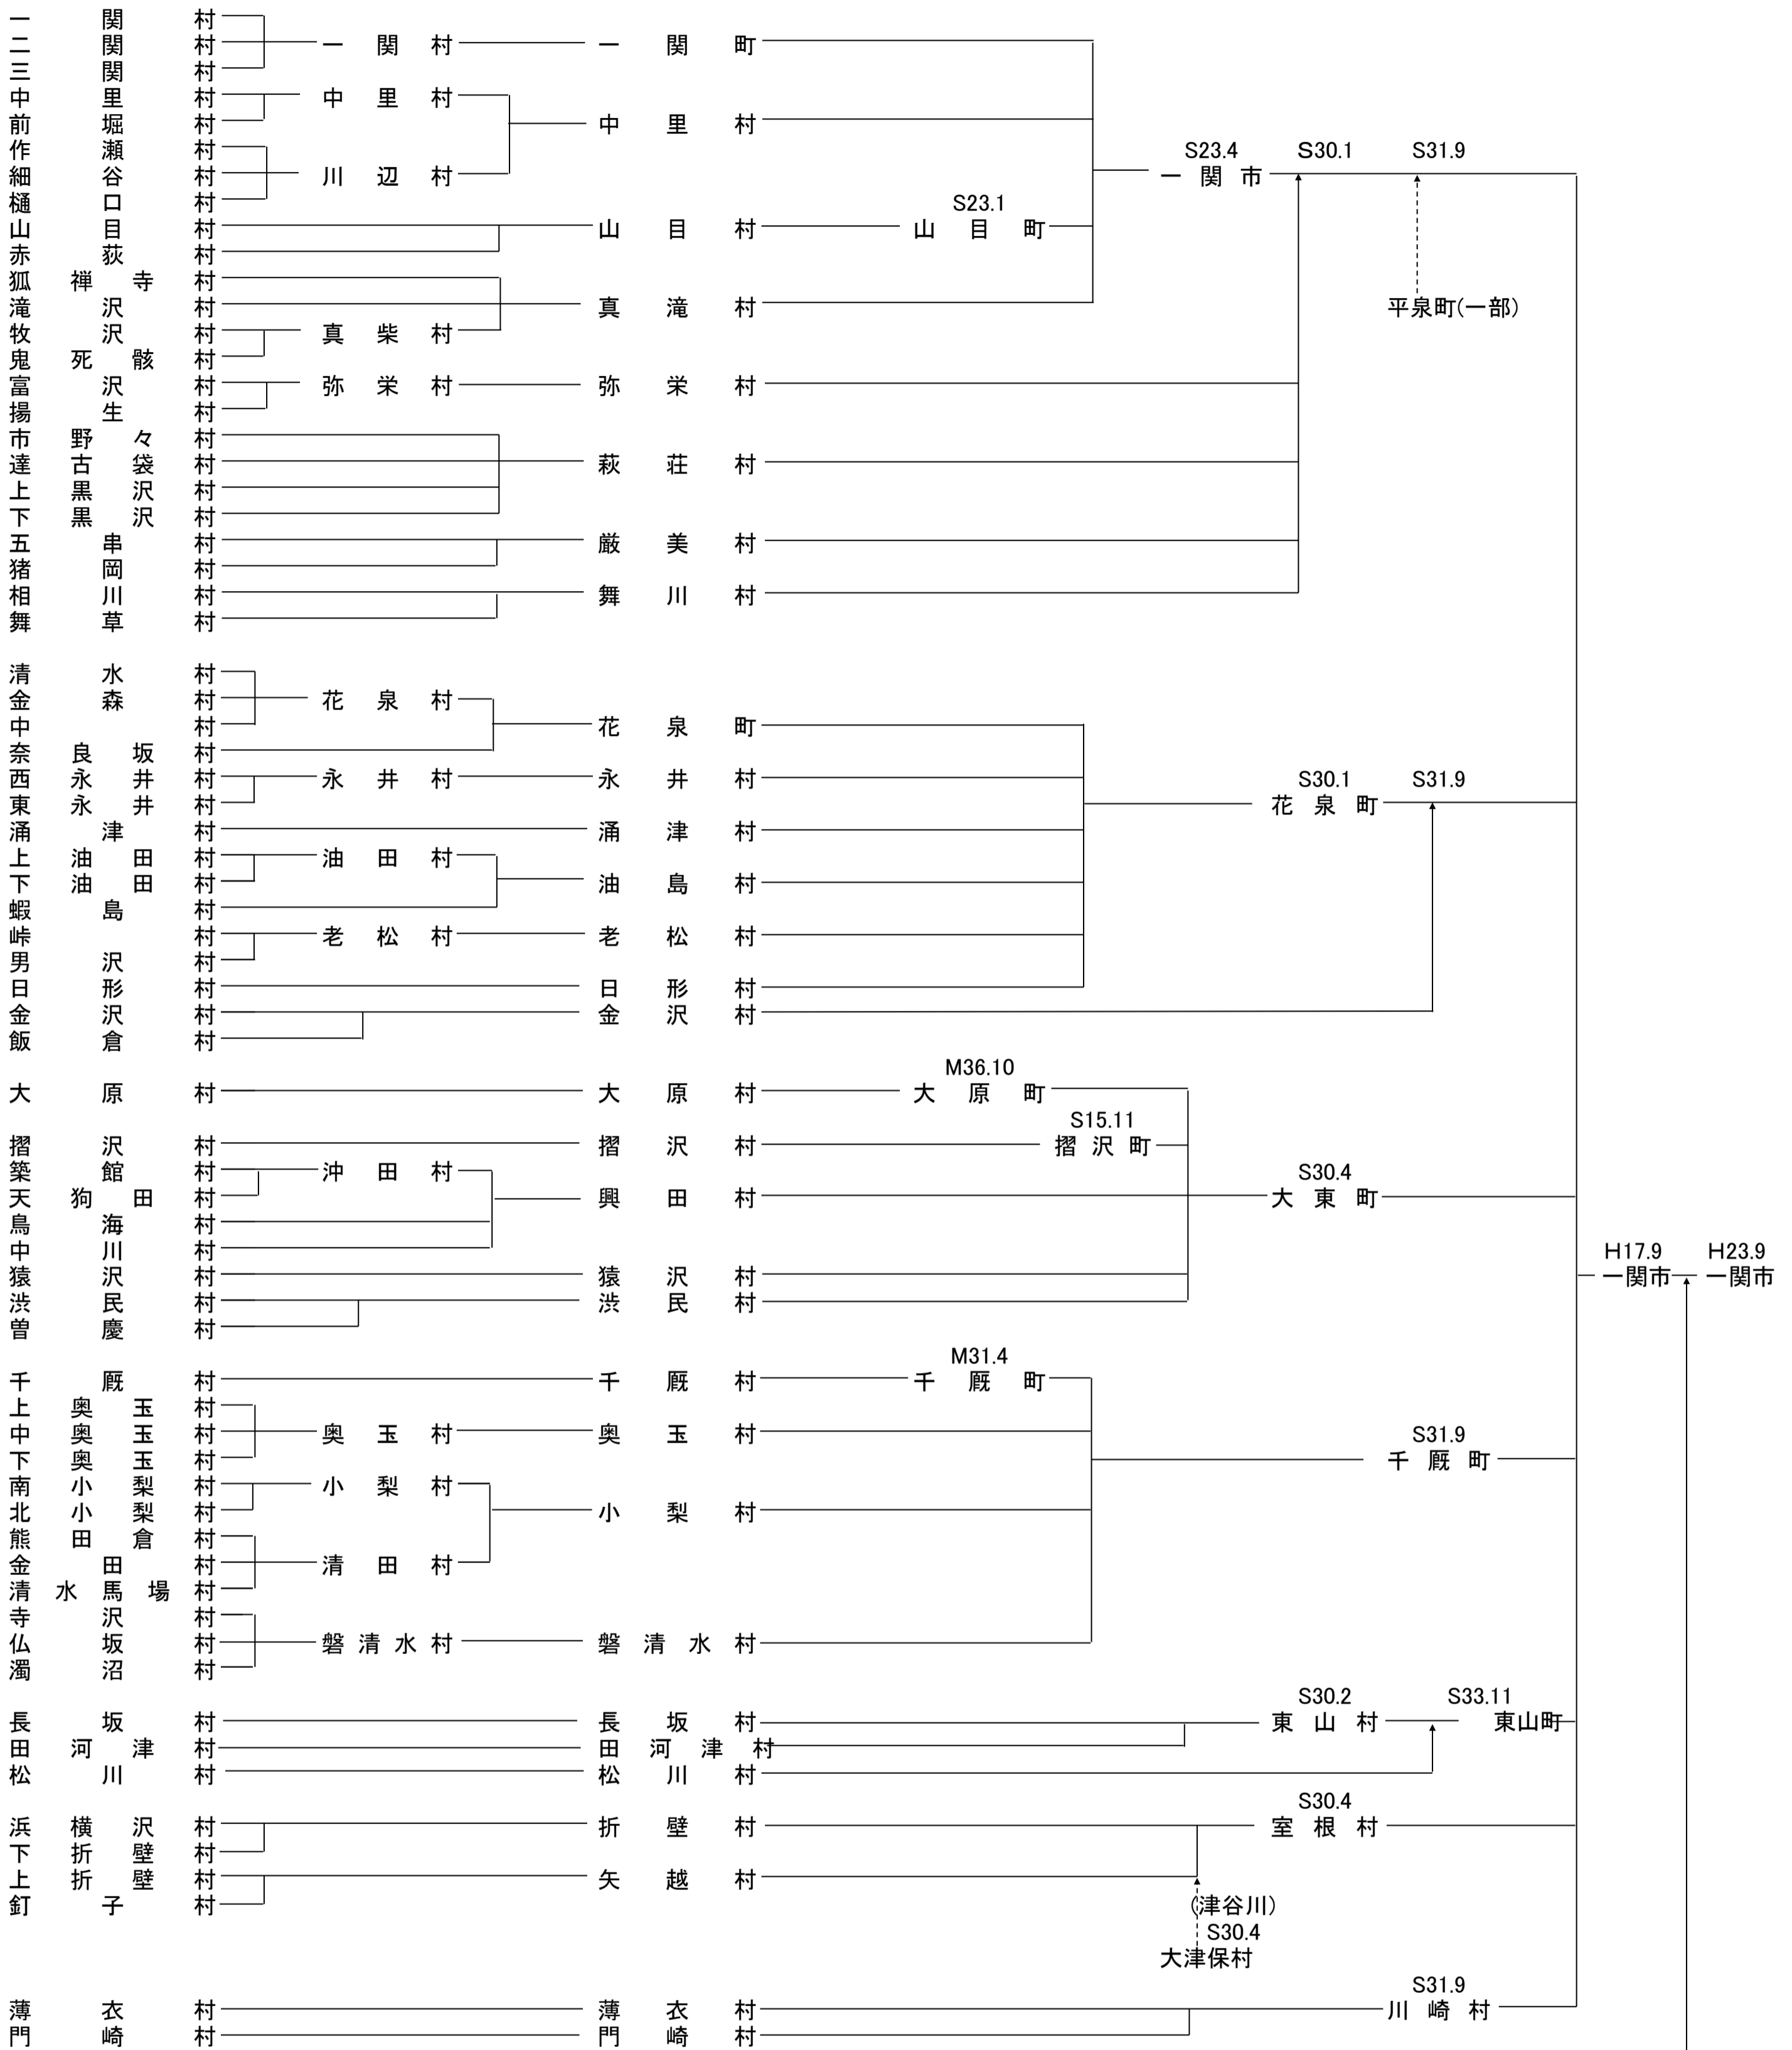 一関村
二関村 一関村 一関町
三関村
中里村 中里村
前堀村 中里村
作瀬村 S23.4 S30.1 S31.9
細谷村 川辺村 一関市
樋口村 S23.1
山目村 山目村 山目町
赤荻村
狐禅寺村
滝沢村 真滝村 平泉町(一部)
牧沢村 真柴村
鬼死骸村
富沢村 弥栄村 弥栄村
揚生村
市野々村
達古袋村 萩荘村
上黒沢村
下黒沢村
五串村 厳美村
猪岡村
相川村 舞川村
舞草村
清水村
金森村 花泉村
中村 花泉町
奈良坂村
西永井村 永井村 永井村 S30.1 S31.9
東永井村 花泉町
涌津村 涌津村
上油田村 油田村
下油田村 油島村
蝦島村
峠村 老松村 老松村
男沢村
日形村 日形村
金沢村 金沢村
飯倉村
M36.10
大原村 大原村 大原町
S15.11
摺沢村 摺沢村 摺沢町
築館村 沖田村 S30.4
天狗田村 興田村 大東町
鳥海村
中川村 H17.9 H23.9
猿沢村 猿沢村 一関市 一関市
渋民村 渋民村
曽慶村
M31.4
千厩村 千厩村 千厩町
上奥玉村
中奥玉村 奥玉村 奥玉村 S31.9
下奥玉村 千厩町
南小梨村 小梨村
北小梨村 小梨村
熊田倉村
金田村 清田村
清水馬場村
寺沢村
仏坂村 磐清水村 磐清水村
濁沼村
S30.2 S33.11
長坂村 長坂村 東山村 東山町
田河津村 田河津村
松川村 松川村
S30.4
浜横沢村 折壁村 室根村
下折壁村
上折壁村 矢越村
釘子村 (津谷川)
S30.4
大津保村
S31.9
薄衣村 薄衣村 川崎村
門崎村 門崎村